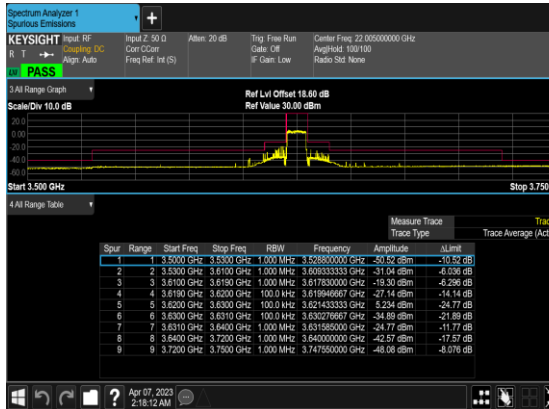 Spectrum Analyzer 1
Spurious Emissions
KEYSIGHT Input: RF Input Z: 50 Ω Atten: 20 dB Trig: Free Run Center Freq: 22.005000000 GHz
R T Coupling: DC Corr CCorr Gate: Off Avg|Hold: 100/100
Align: Auto Freq Ref: Int (S) IF Gain: Low Radio Std: None
PASS
3 All Range Graph
Ref Lvl Offset 18.60 dB
Scale/Div 10.0 dB Ref Value 30.00 dBm
20.0
0.00
-20.0
-40.0
-60.0
Start 3.500 GHz Stop 3.750
4 All Range Table
Measure Trace Trac
Trace Type Trace Average (Act
Spur Range Start Freq Stop Freq RBW Frequency Amplitude ΔLimit
1 1 3.5000 GHz 3.5300 GHz 1.000 MHz 3.528800000 GHz -50.52 dBm -10.52 dB
2 2 3.5300 GHz 3.6100 GHz 1.000 MHz 3.609333333 GHz -31.04 dBm -6.036 dB
3 3 3.6100 GHz 3.6190 GHz 1.000 MHz 3.617830000 GHz -19.30 dBm -6.296 dB
4 4 3.6190 GHz 3.6200 GHz 100.0 kHz 3.619946667 GHz -27.14 dBm -14.14 dB
5 5 3.6200 GHz 3.6300 GHz 100.0 kHz 3.621433333 GHz 5.234 dBm -24.77 dB
6 6 3.6300 GHz 3.6310 GHz 100.0 kHz 3.630276667 GHz -34.89 dBm -21.89 dB
7 7 3.6310 GHz 3.6400 GHz 1.000 MHz 3.631585000 GHz -24.77 dBm -11.77 dB
8 8 3.6400 GHz 3.7200 GHz 1.000 MHz 3.640000000 GHz -42.57 dBm -17.57 dB
9 9 3.7200 GHz 3.7500 GHz 1.000 MHz 3.747550000 GHz -48.08 dBm -8.076 dB
Apr 07, 2023
2:18:12 AM